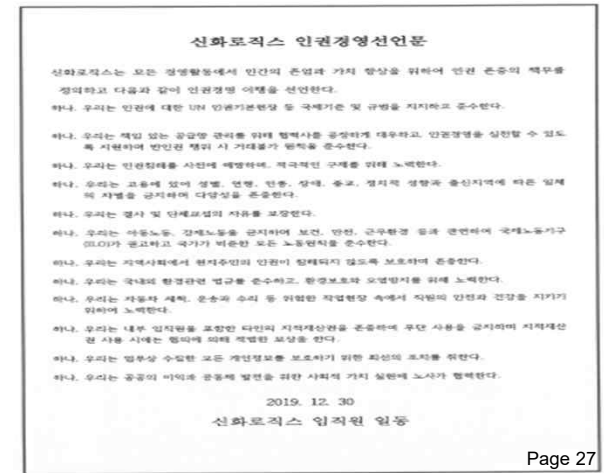 신화로직스 인권경영선언문
신화로직스는 모든 경영활동에서 인간의 존엄과 가치 향상을 위하여 인권 존중의 책무를
정의하고 다음과 같이 인권경영 이행을 선언한다.
하나. 우리는 인권에 대한 UN 인권기본헌장 등 국제기준 및 규범을 지지하고 준수한다.
하나. 우리는 책임 있는 공급망 관리를 위해 협력사를 공정하게 대우하고, 인권경영을 실천할 수 있도
록 지원하며 반인권 행위 시 거래불가 원칙을 준수한다.
하나. 우리는 인권침해를 사전에 예방하며, 적극적인 구제를 위해 노력한다.
하나. 우리는 고용에 있어 성별, 연령, 인종, 장애, 종교, 정치적 성향과 출신지역에 따른 일체
의 차별을 금지하며 다양성을 존중한다.
하나. 우리는 결사 및 단체교섭의 자유를 보장한다.
하나. 우리는 아동노동, 강제노동을 금지하며 보건, 안전, 근무환경 등과 관련하여 국제노동기구
(ILO)가 권고하고 국가가 비준한 모든 노동원칙을 준수한다.
하나. 우리는 지역사회에서 현지주민의 인권이 침해되지 않도록 보호하며 존중한다.
하나. 우리는 국내외 환경관련 법규를 준수하고, 환경보호와 오염방지를 위해 노력한다.
하나. 우리는 자동차 세척, 운송과 수리 등 위험한 작업현장 속에서 직원의 안전과 건강을 지키기
위하여 노력한다.
하나. 우리는 내부 임직원을 포함한 타인의 지적재산권을 존중하며 무단 사용을 금지하며 지적재산
권 사용 시에는 협의에 의해 적법한 보상을 한다.
하나. 우리는 업무상 수집한 모든 개인정보를 보호하기 위한 최선의 조치를 취한다.
하나. 우리는 공공의 이익과 공동체 발전을 위한 사회적 가치 실현에 노사가 협력한다.
2019. 12. 30
신화로직스 임직원 일동
Page 27